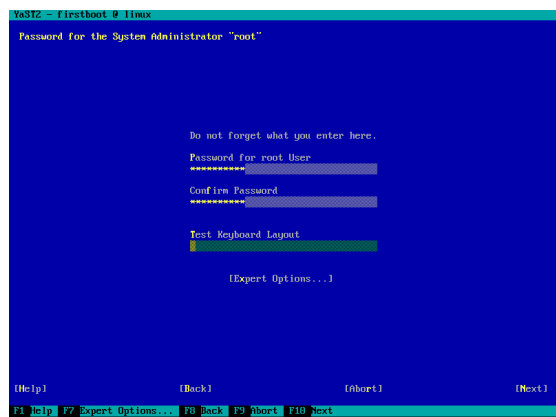 YaST2 - firstboot @ linux
Password for the System Administrator "root"
Do not forget what you enter here.
Password for root User
**********
Confirm Password
**********
Test Keyboard Layout
[Expert Options...]
[Help] [Back] [Abort] [Next]
F1 Help F7 Expert Options... F8 Back F9 Abort F10 Next